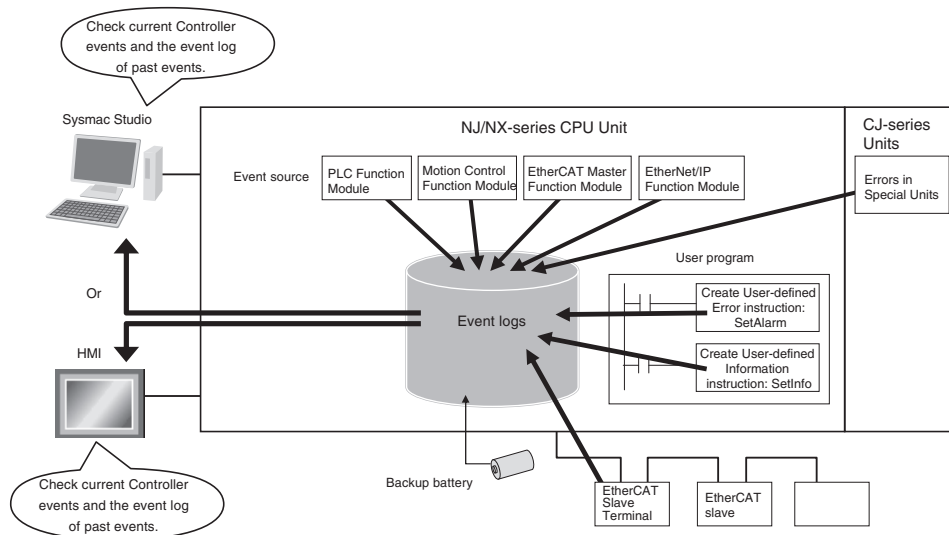 Check current Controller
events and the event log
of past events.
Sysmac Studio
NJ/NX-series CPU Unit
CJ-series
Units
Event source
PLC Function
Module
Motion Control
Function Module
EtherCAT Master
Function Module
EtherNet/IP
Function Module
Errors in
Special Units
User program
Or
Event logs
Create User-defined
Error instruction:
SetAlarm
HMI
Create User-defined
Information
instruction: SetInfo
Backup battery
Check current Controller
events and the event log
of past events.
EtherCAT
Slave
Terminal
EtherCAT
slave